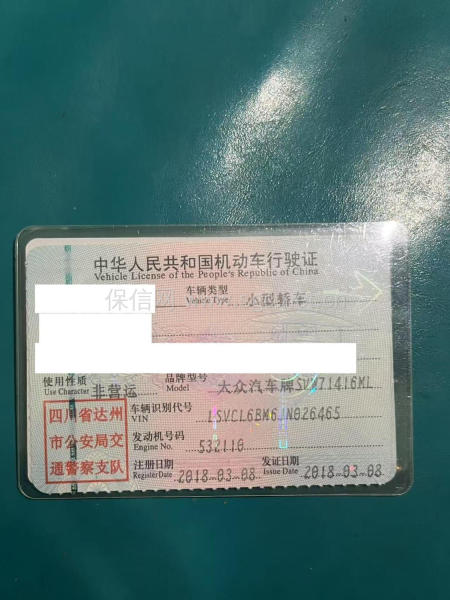 中华人民共和国机动车行驶证
Vehicle License of the People's Republic of China
保信网
车辆类型 小型轿车
Vehicle Type
使用性质 非营运 品牌型号 大众汽车牌SVW71416ML
Use Character Model
四川省达州
市公安局交
通警察支队
车辆识别代号 LSVCL6BM6JN026465
VIN
发动机号码 532110
Engine No.
注册日期 2018-03-08 发证日期 2018-03-08
Register Date Issue Date